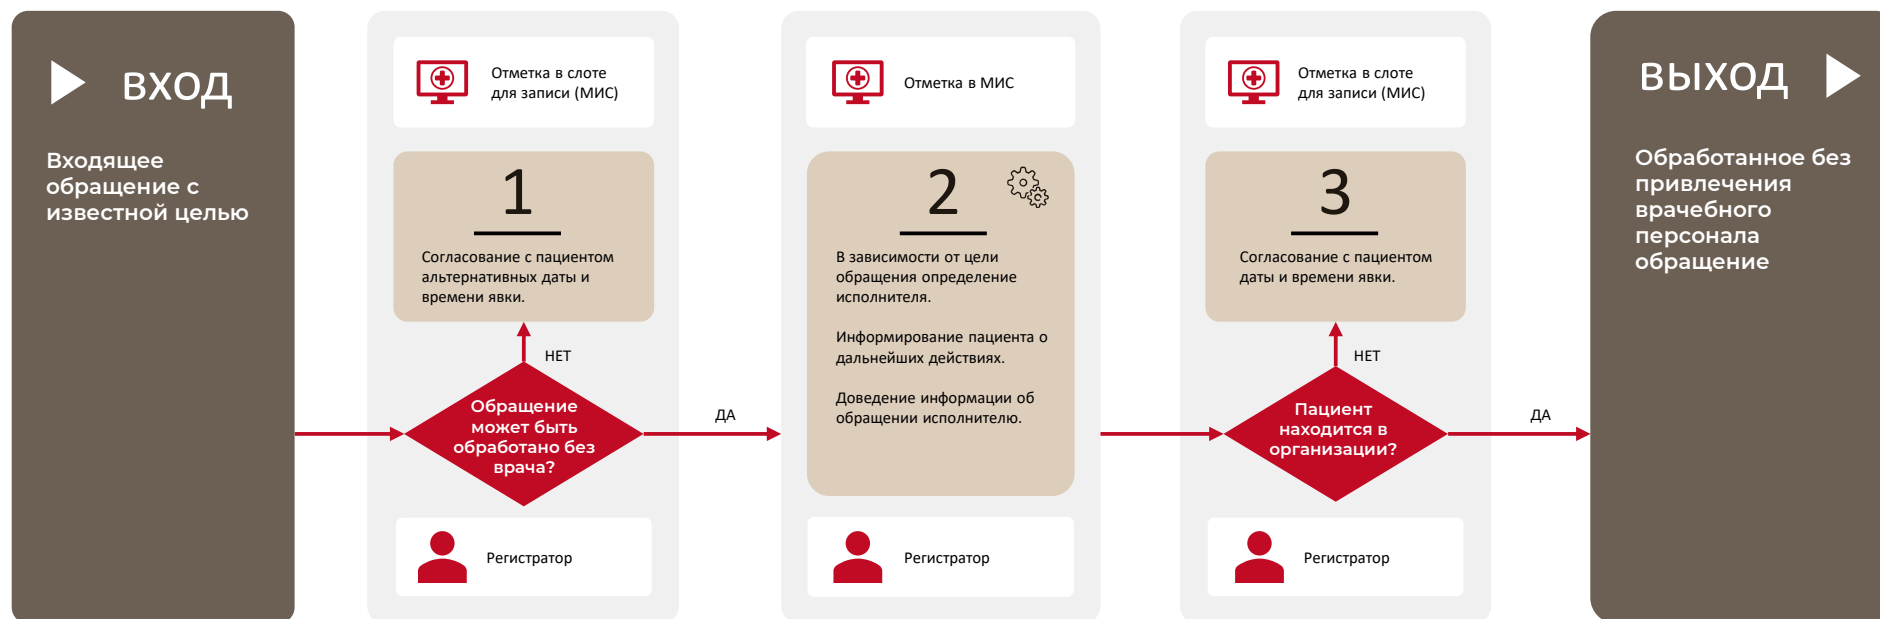 ВХОД
Входящее
обращение с
известной целью
Отметка в слоте
для записи (МИС)
1
Согласование с пациентом
альтернативных даты и
времени явки.
НЕТ
Обращение
может быть
обработано без
врача?
ДА
Регистратор
Отметка в МИС
2
В зависимости от цели
обращения определение
исполнителя.
Информирование пациента о
дальнейших действиях.
Доведение информации об
обращении исполнителю.
Регистратор
Отметка в слоте
для записи (МИС)
3
Согласование с пациентом
даты и времени явки.
НЕТ
Пациент
находится в
организации?
ДА
Регистратор
ВЫХОД
Обработанное без
привлечения
врачебного
персонала
обращение